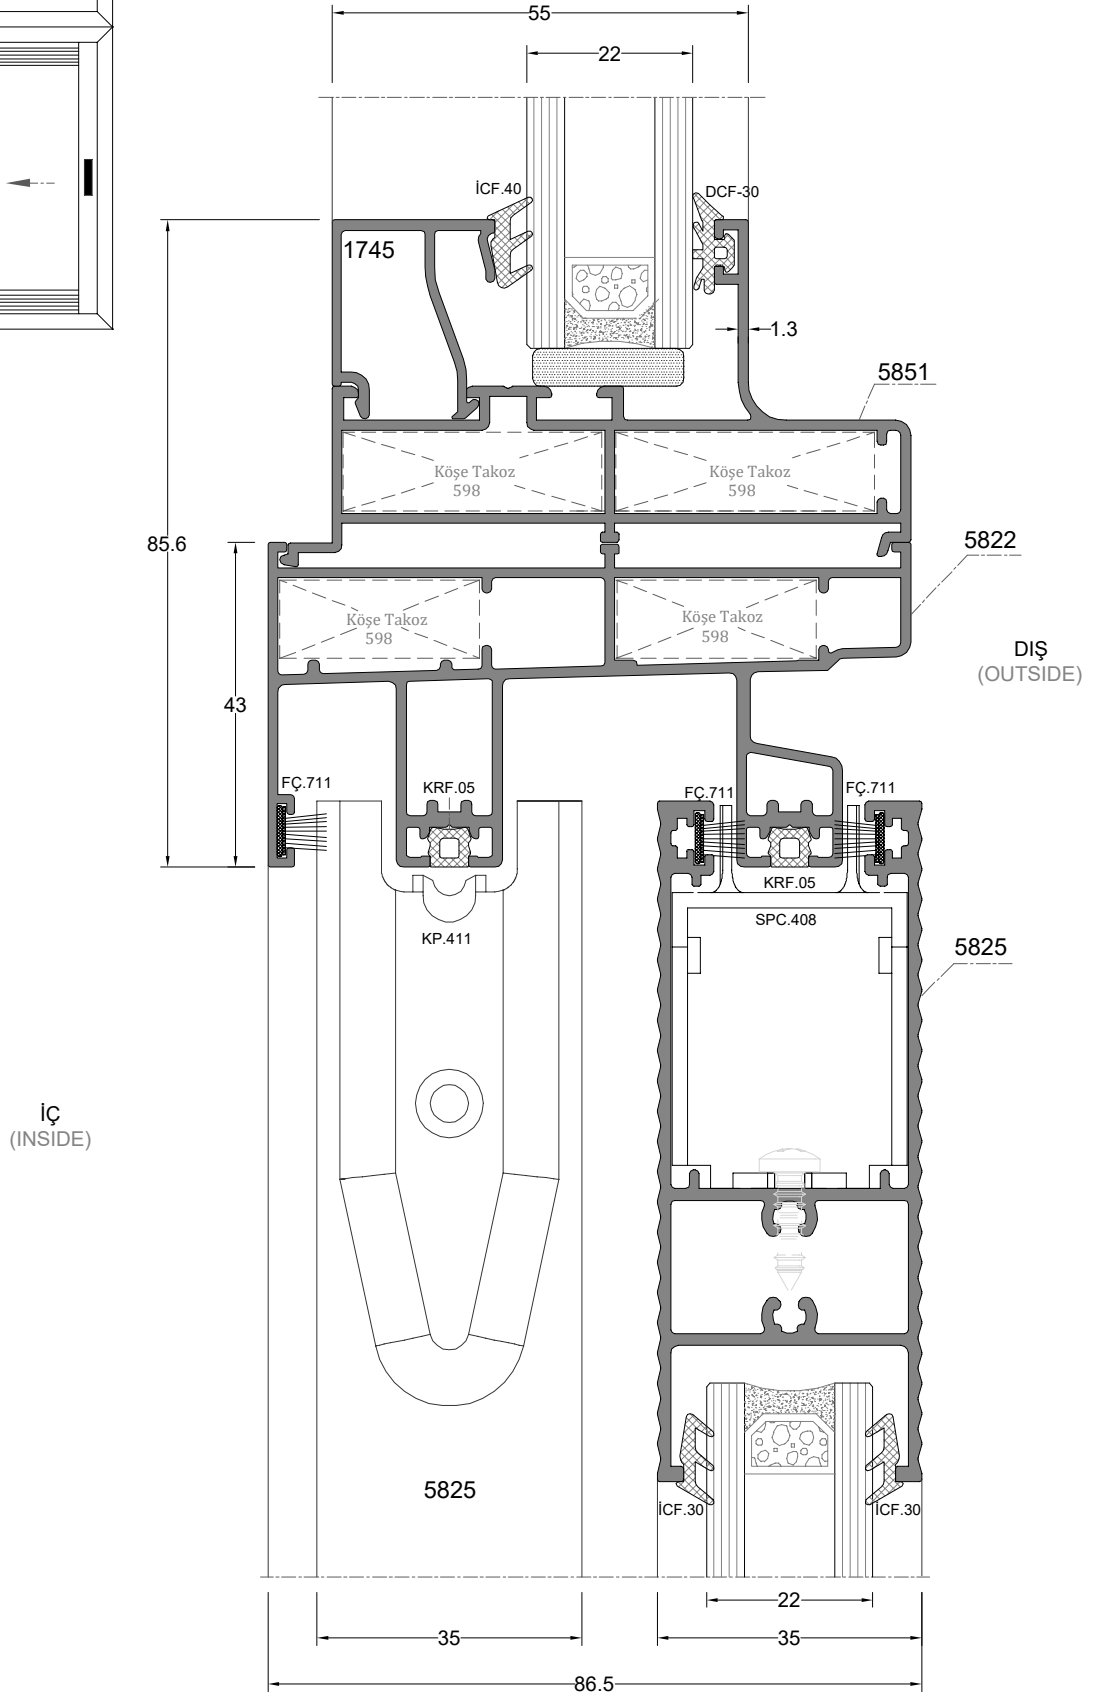 55
22
İCF.40
DCF-30
1745
1.3
5851
Köşe Takoz
598
Köşe Takoz
598
85.6
5822
Köşe Takoz
598
Köşe Takoz
598
DIŞ
(OUTSIDE)
43
FÇ.711
KRF.05
FÇ.711
FÇ.711
KRF.05
SPC.408
KP.411
5825
İÇ
(INSIDE)
5825
İCF.30
İCF.30
22
35
35
86.5